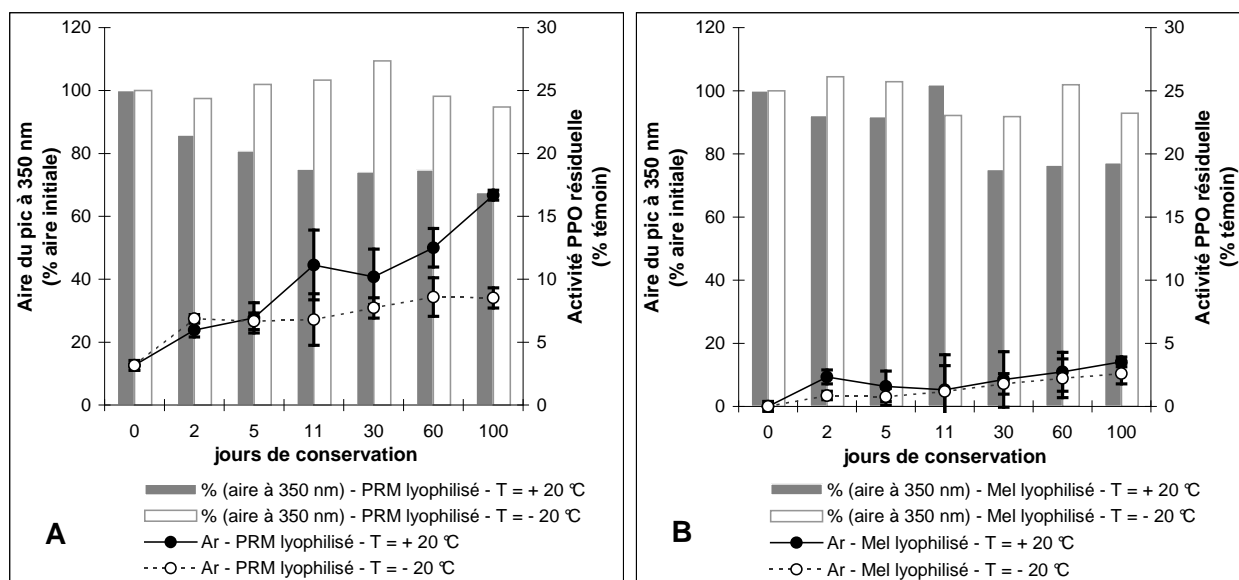 120
100
80
60
40
20
0
Aire du pic à 350 nm
(% aire initiale)
30
25
20
15
10
5
0
Activité PPO résiduelle
(% témoin)
0 2 5 11 30 60 100
jours de conservation
% (aire à 350 nm) - PRM lyophilisé - T = + 20 °C
% (aire à 350 nm) - PRM lyophilisé - T = - 20 °C
Ar - PRM lyophilisé - T = + 20 °C
Ar - PRM lyophilisé - T = - 20 °C
A
120
100
80
60
40
20
0
Aire du pic à 350 nm
(% aire initiale)
30
25
20
15
10
5
0
Activité PPO résiduelle
(% témoin)
0 2 5 11 30 60 100
jours de conservation
% (aire à 350 nm) - Mel lyophilisé - T = + 20 °C
% (aire à 350 nm) - Mel lyophilisé - T = - 20 °C
Ar - Mel lyophilisé - T = + 20 °C
Ar - Mel lyophilisé - T = - 20 °C
B